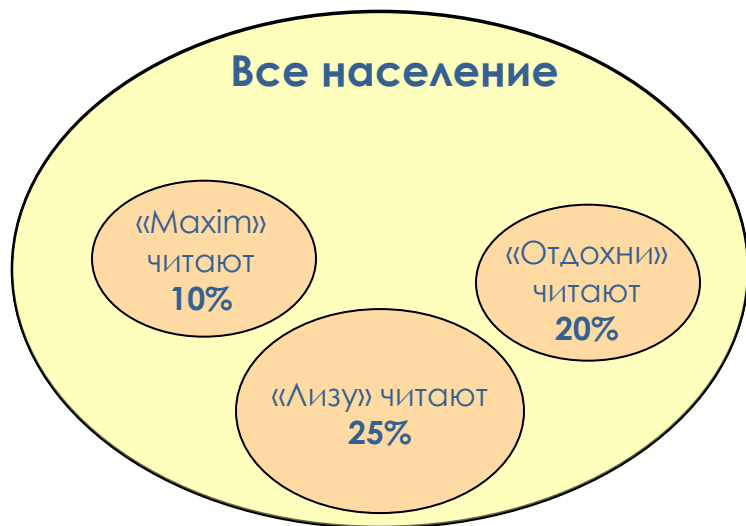 Все население
«Maxim»
читают
10%
«Отдохни»
читают
20%
«Лизу» читают
25%